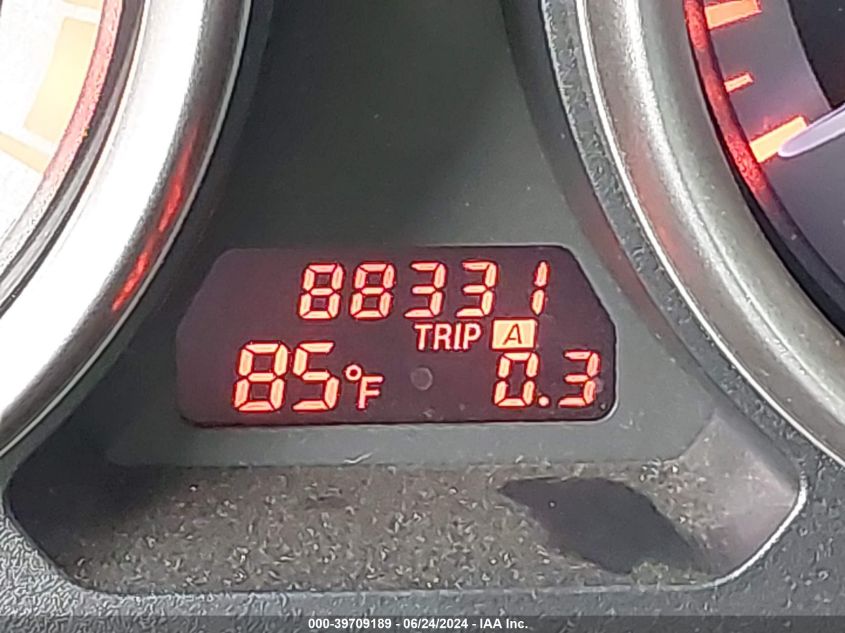 88331
TRIP A
85°F 0.3
000-39709189 - 06/24/2024 - IAA Inc.